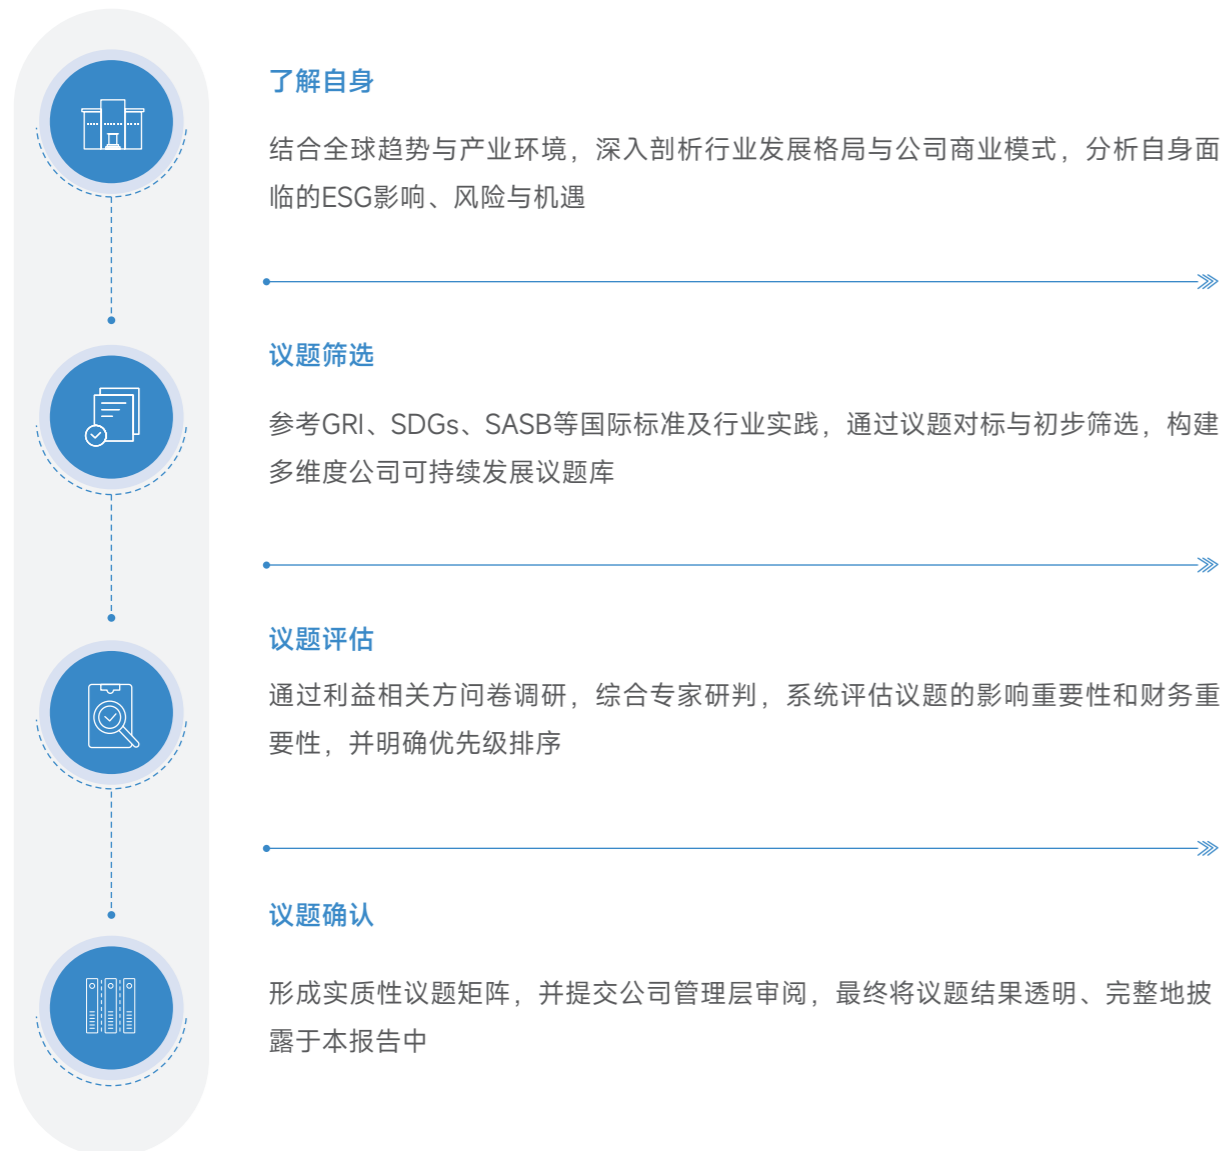 了解自身
结合全球趋势与产业环境，深入剖析行业发展格局与公司商业模式，分析自身面
临的ESG影响、风险与机遇
议题筛选
参考GRI、SDGs、SASB等国际标准及行业实践，通过议题对标与初步筛选，构建
多维度公司可持续发展议题库
议题评估
通过利益相关方问卷调研，综合专家研判，系统评估议题的影响重要性和财务重
要性，并明确优先级排序
议题确认
形成实质性议题矩阵，并提交公司管理层审阅，最终将议题结果透明、完整地披
露于本报告中